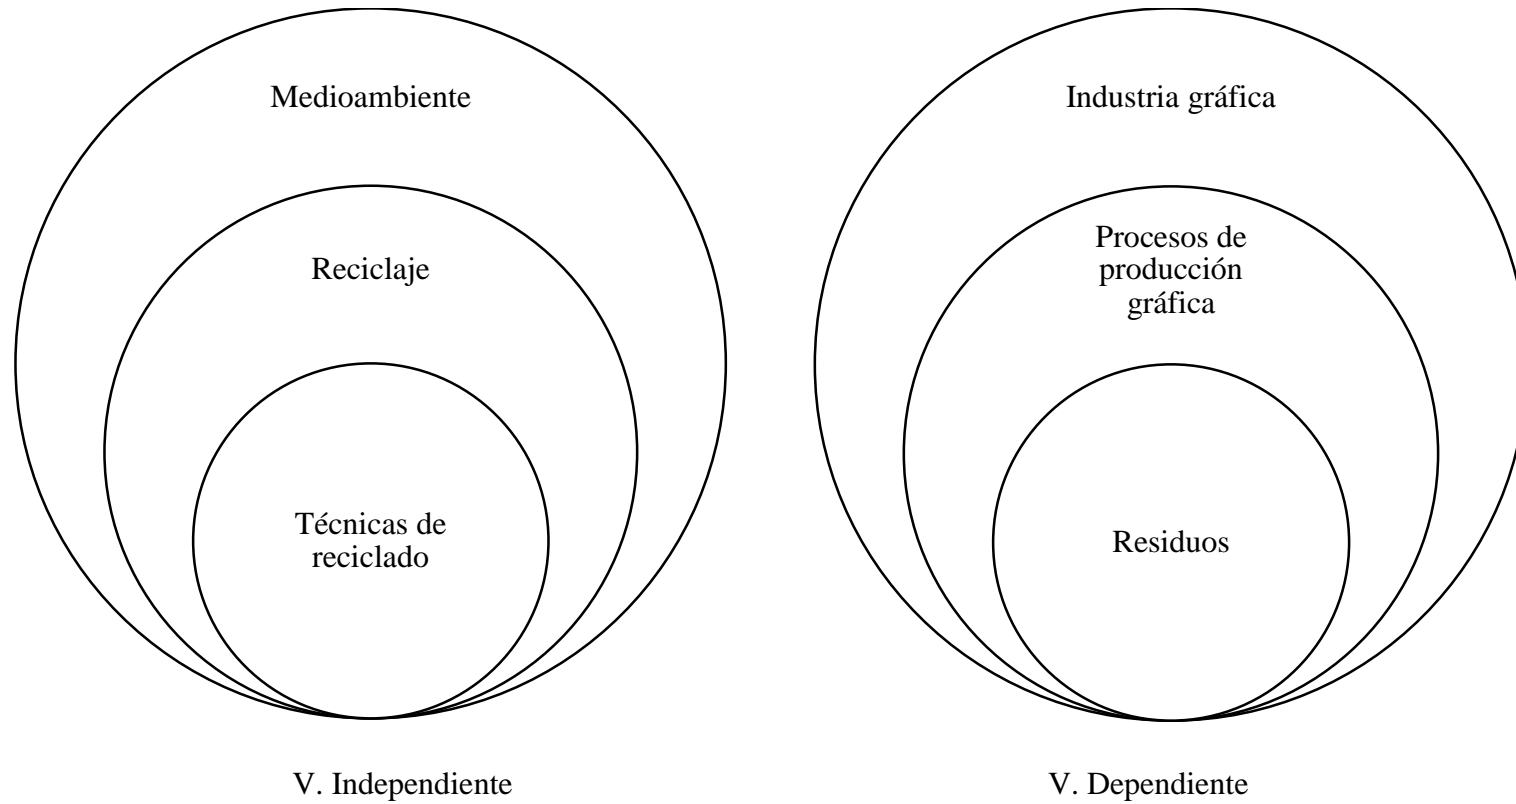 Medioambiente
Reciclaje
Técnicas de
reciclado
V. Independiente
Industria gráfica
Procesos de
producción
gráfica
Residuos
V. Dependiente